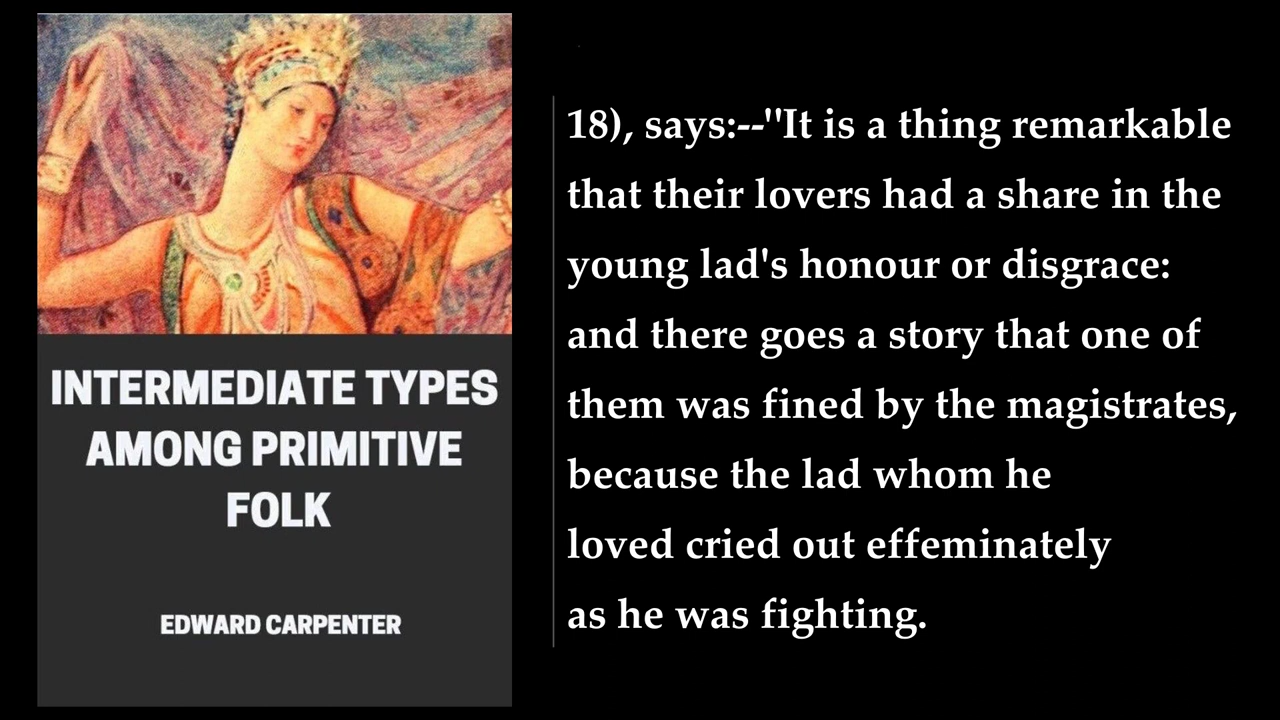 INTERMEDIATE TYPES
AMONG PRIMITIVE
FOLK
EDWARD CARPENTER
18), says:--"It is a thing remarkable
that their lovers had a share in the
young lad's honour or disgrace:
and there goes a story that one of
them was fined by the magistrates,
because the lad whom he
loved cried out effeminately
as he was fighting.